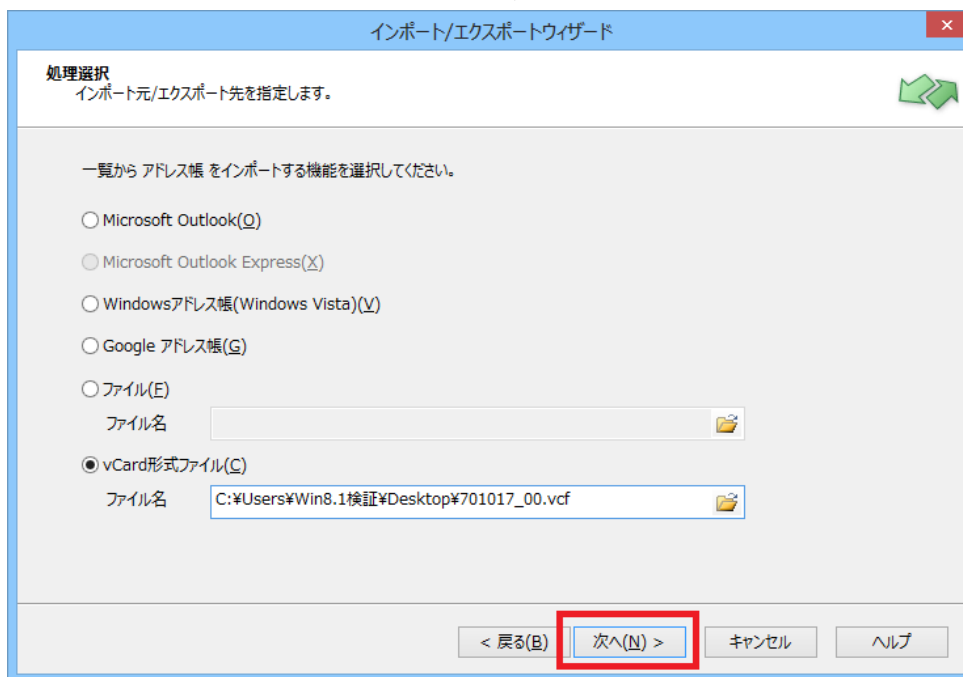 インポート/エクスポートウィザード
処理選択
インポート元/エクスポート先を指定します。
一覧から アドレス帳 をインポートする機能を選択してください。
Microsoft Outlook(O)
Microsoft Outlook Express(X)
Windowsアドレス帳(Windows Vista)(V)
Google アドレス帳(G)
ファイル(F)
ファイル名
vCard形式ファイル(C)
ファイル名 C:¥Users¥Win8.1検証¥Desktop¥701017_00.vcf
< 戻る(B) 次へ(N) > キャンセル ヘルプ